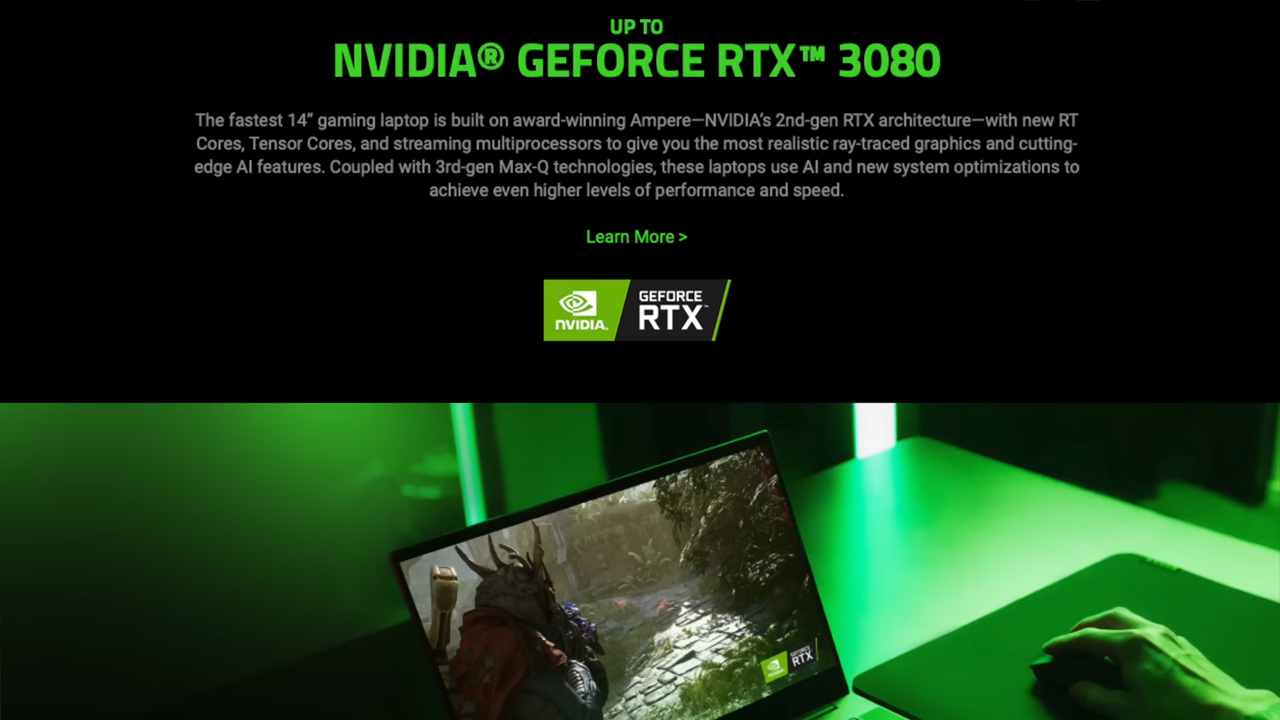 UP TO
NVIDIA® GEFORCE RTX™ 3080
The fastest 14” gaming laptop is built on award-winning Ampere—NVIDIA’s 2nd-gen RTX architecture—with new RT
Cores, Tensor Cores, and streaming multiprocessors to give you the most realistic ray-traced graphics and cutting-
edge AI features. Coupled with 3rd-gen Max-Q technologies, these laptops use AI and new system optimizations to
achieve even higher levels of performance and speed.
Learn More >
NVIDIA.
GEFORCE
RTX™
GEFORCE
RTX